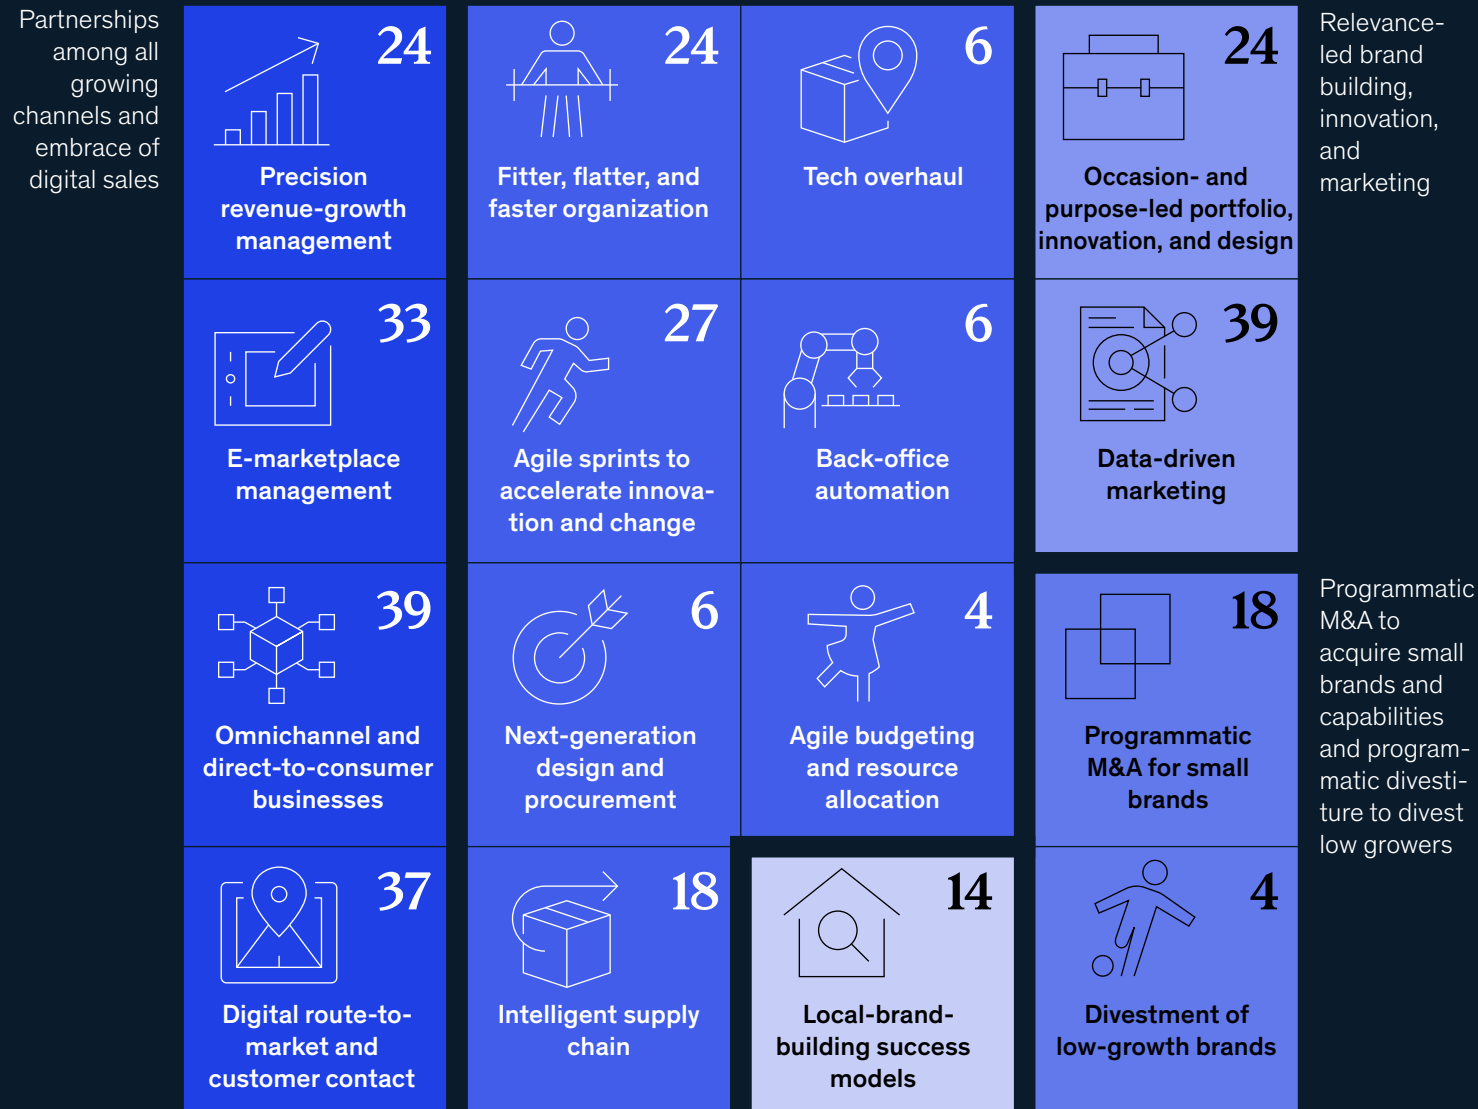 Partnerships
among all
growing
channels and
embrace of
digital sales
24
Precision
revenue-growth
management
24
Fitter, flatter, and
faster organization
6
Tech overhaul
24
Occasion- and
purpose-led portfolio,
innovation, and design
Relevance-
led brand
building,
innovation,
and
marketing
33
E-marketplace
management
27
Agile sprints to
accelerate innova-
tion and change
6
Back-office
automation
39
Data-driven
marketing
39
Omnichannel and
direct-to-consumer
businesses
6
Next-generation
design and
procurement
4
Agile budgeting
and resource
allocation
18
Programmatic
M&A for small
brands
Programmatic
M&A to
acquire small
brands and
capabilities
and program-
matic divesti-
ture to divest
low growers
37
Digital route-to-
market and
customer contact
18
Intelligent supply
chain
14
Local-brand-
building success
models
4
Divestment of
low-growth brands